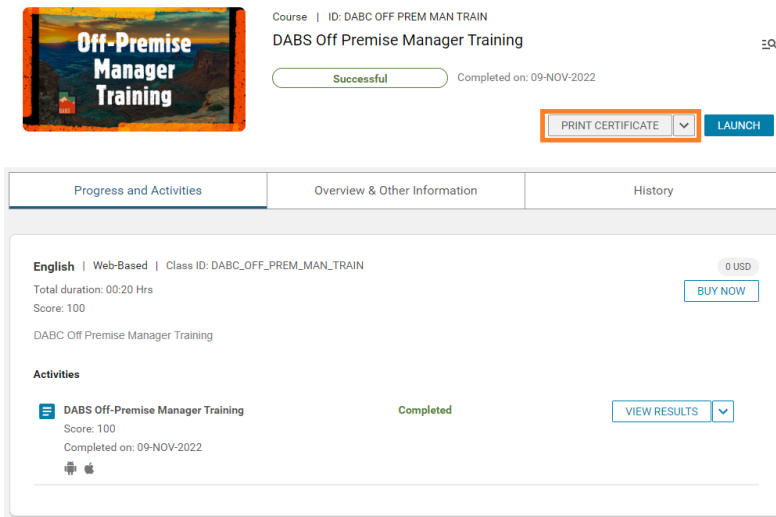 Off-Premise
Manager
Training
Course | ID: DABC OFF PREM MAN TRAIN
DABS Off Premise Manager Training
Successful
Completed on: 09-NOV-2022
PRINT CERTIFICATE
LAUNCH
Progress and Activities
Overview & Other Information
History
English | Web-Based | Class ID: DABC_OFF_PREM_MAN_TRAIN
0 USD
Total duration: 00:20 Hrs
BUY NOW
Score: 100
DABC Off Premise Manager Training
Activities
DABS Off-Premise Manager Training
Completed
VIEW RESULTS
Score: 100
Completed on: 09-NOV-2022